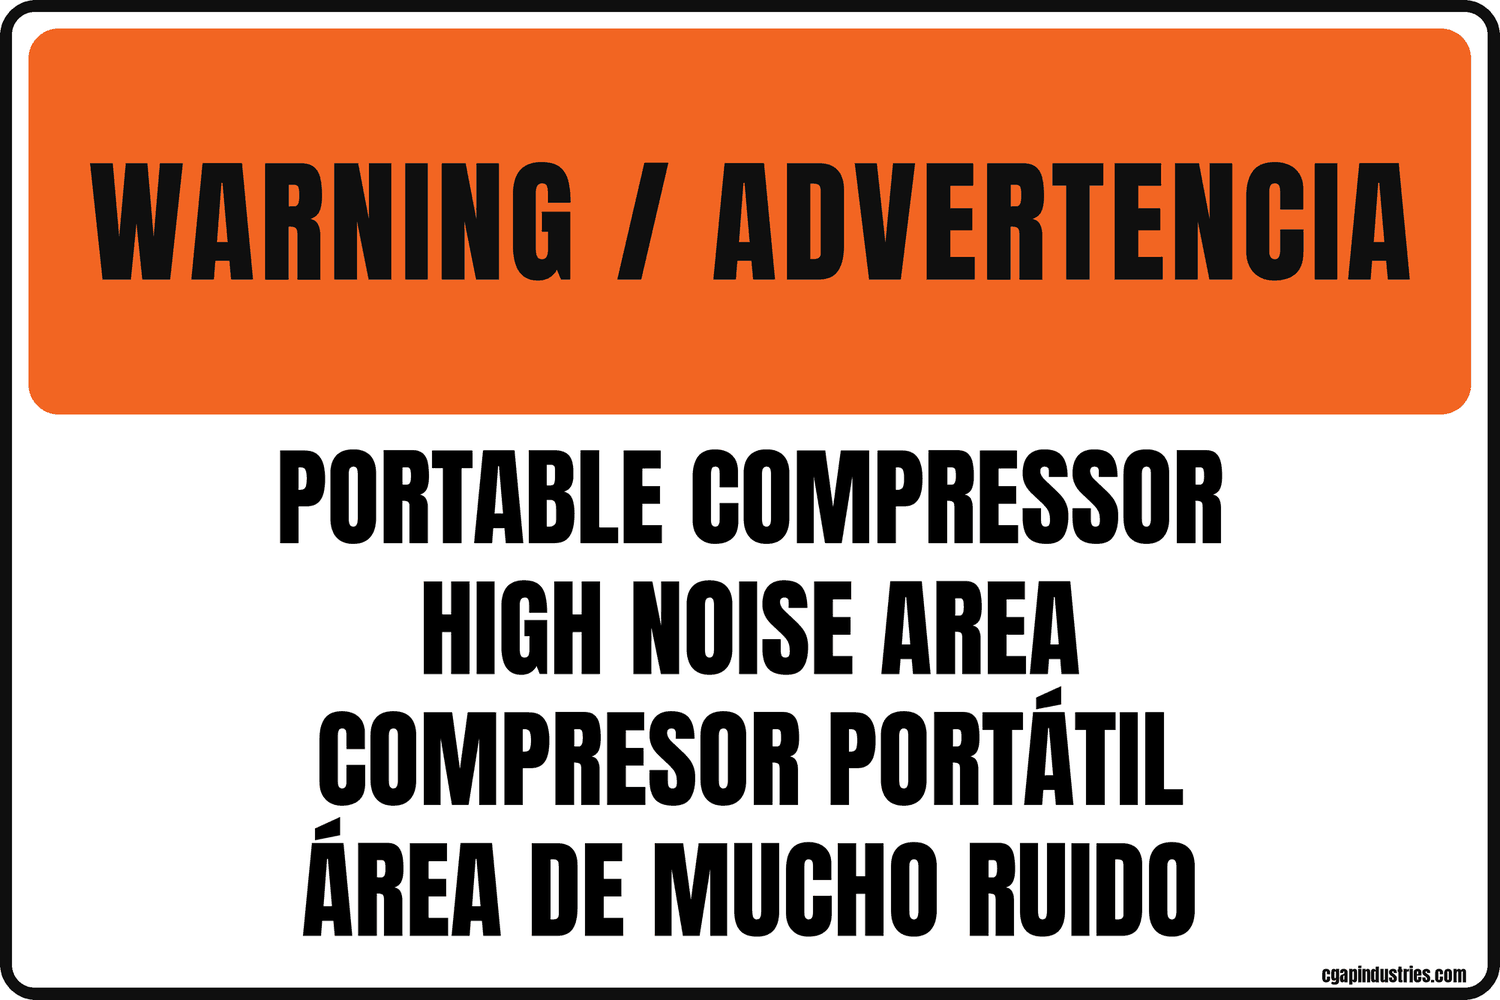 WARNING / ADVERTENCIA
PORTABLE COMPRESSOR
HIGH NOISE AREA
COMPRESOR PORTÁTIL
ÁREA DE MUCHO RUIDO
cgapindustries.com